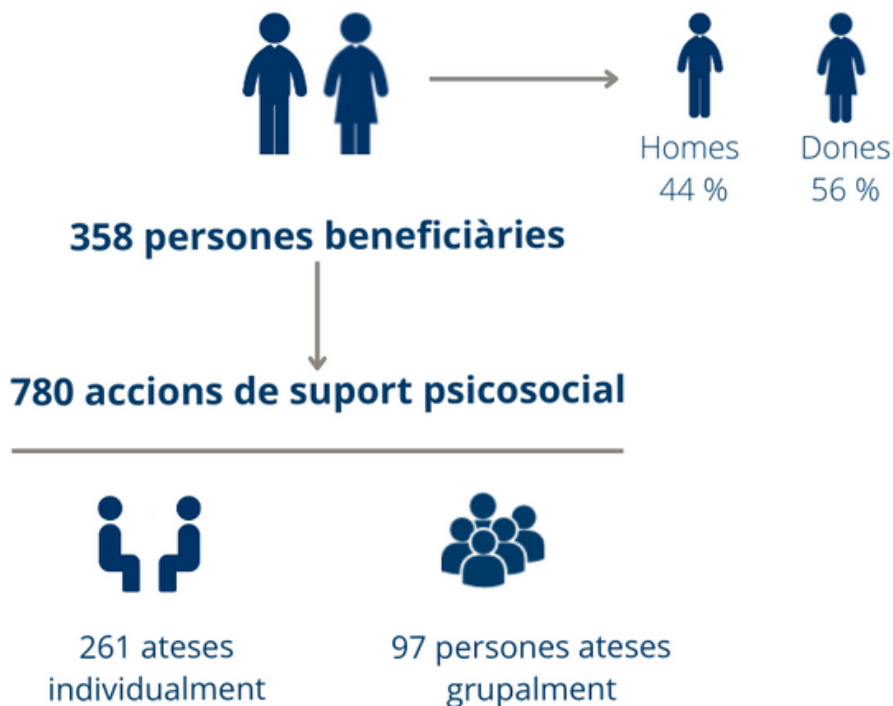 Homes
44 %
Dones
56 %
358 persones beneficiàries
780 accions de suport psicosocial
261 ateses
individualment
97 persones ateses
grupalment